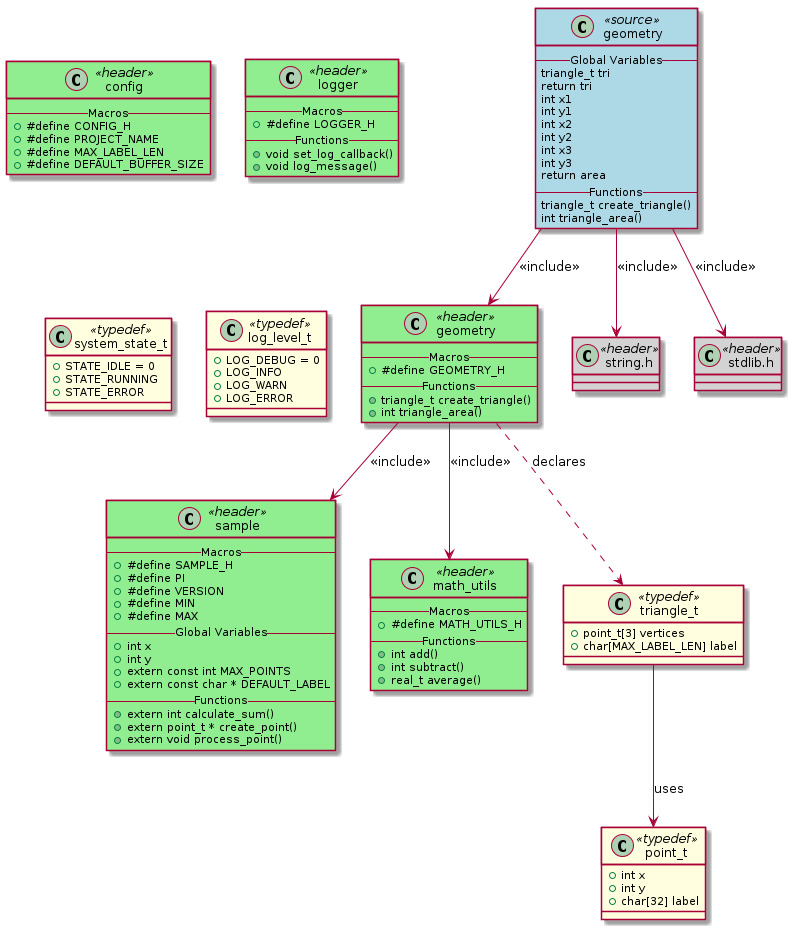 C «source»
geometry
Global Variables
triangle_t tri
return tri
int x1
int y1
int x2
int y2
int x3
int y3
return area
Functions
triangle_t create_triangle()
int triangle_area()
C «header»
config
Macros
#define CONFIG_H
#define PROJECT_NAME
#define MAX_LABEL_LEN
#define DEFAULT_BUFFER_SIZE
C «header»
logger
Macros
#define LOGGER_H
Functions
void set_log_callback()
void log_message()
«include»
«include»
«include»
C «typedef»
system_state_t
STATE_IDLE = 0
STATE_RUNNING
STATE_ERROR
C «typedef»
log_level_t
LOG_DEBUG = 0
LOG_INFO
LOG_WARN
LOG_ERROR
C «header»
geometry
Macros
#define GEOMETRY_H
Functions
triangle_t create_triangle()
int triangle_area()
C «header»
string.h
C «header»
stdlib.h
«include»
«include»
declares
C «header»
sample
Macros
#define SAMPLE_H
#define PI
#define VERSION
#define MIN
#define MAX
Global Variables
int x
int y
extern const int MAX_POINTS
extern const char * DEFAULT_LABEL
Functions
extern int calculate_sum()
extern point_t * create_point()
extern void process_point()
C «header»
math_utils
Macros
#define MATH_UTILS_H
Functions
int add()
int subtract()
real_t average()
C «typedef»
triangle_t
point_t[3] vertices
char[MAX_LABEL_LEN] label
uses
C «typedef»
point_t
int x
int y
char[32] label